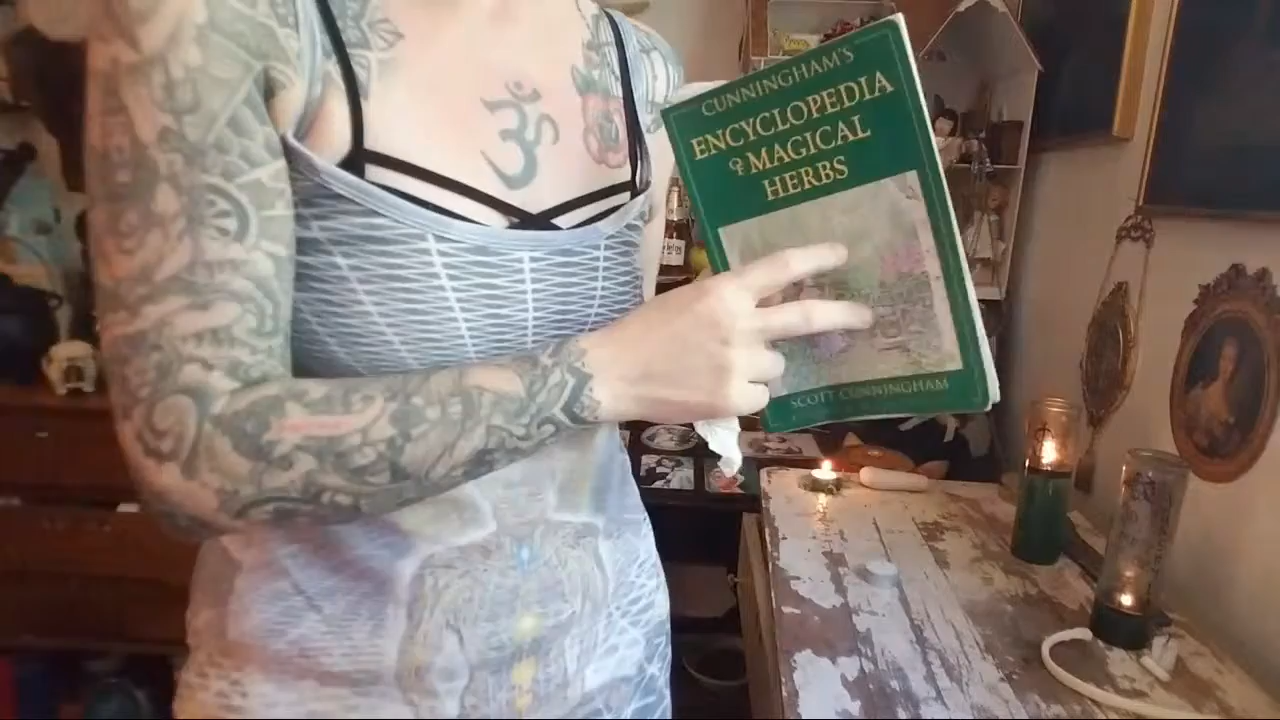 CUNNINGHAM'S
ENCYCLOPEDIA
of MAGICAL
HERBS
SCOTT CUNNINGHAM
ॐ